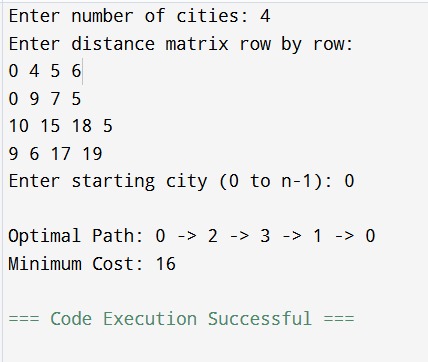 Enter number of cities: 4
Enter distance matrix row by row:
0 4 5 6
0 9 7 5
10 15 18 5
9 6 17 19
Enter starting city (0 to n-1): 0
Optimal Path: 0 -> 2 -> 3 -> 1 -> 0
Minimum Cost: 16
=== Code Execution Successful ===